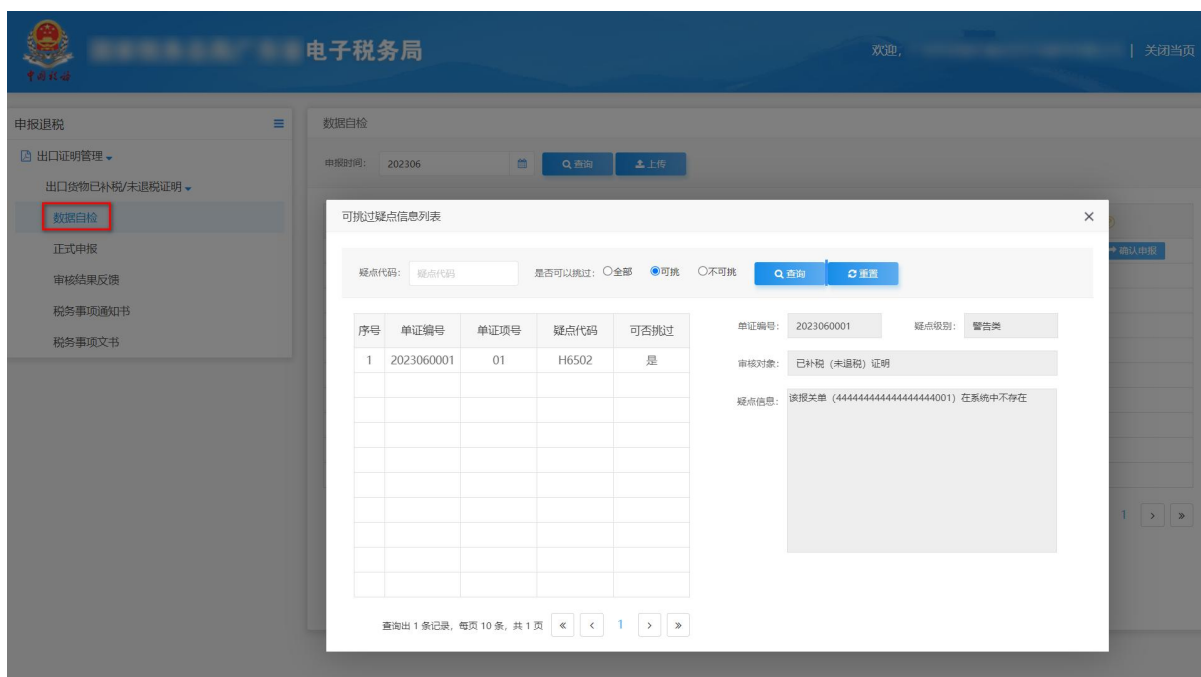 中国税务
电子税务局
欢迎,
| 关闭当页
申报退税
出口证明管理
出口货物已补税/未退税证明
数据自检
正式申报
审核结果反馈
税务事项通知书
税务事项文书
数据自检
申报时间: 202306 查询 上传
确认申报
可挑过疑点信息列表 ×
疑点代码: 疑点代码 是否可以挑过: 全部 可挑 不可挑 查询 重置
序号 单证编号 单证项号 疑点代码 可否挑过
1 2023060001 01 H6502 是
查询出 1 条记录, 每页 10 条, 共 1 页 « < 1 > »
单证编号: 2023060001 疑点级别: 警告类
审核对象: 已补税 (未退税) 证明
疑点信息: 该报关单 (444444444444444444001) 在系统中不存在
1 > »